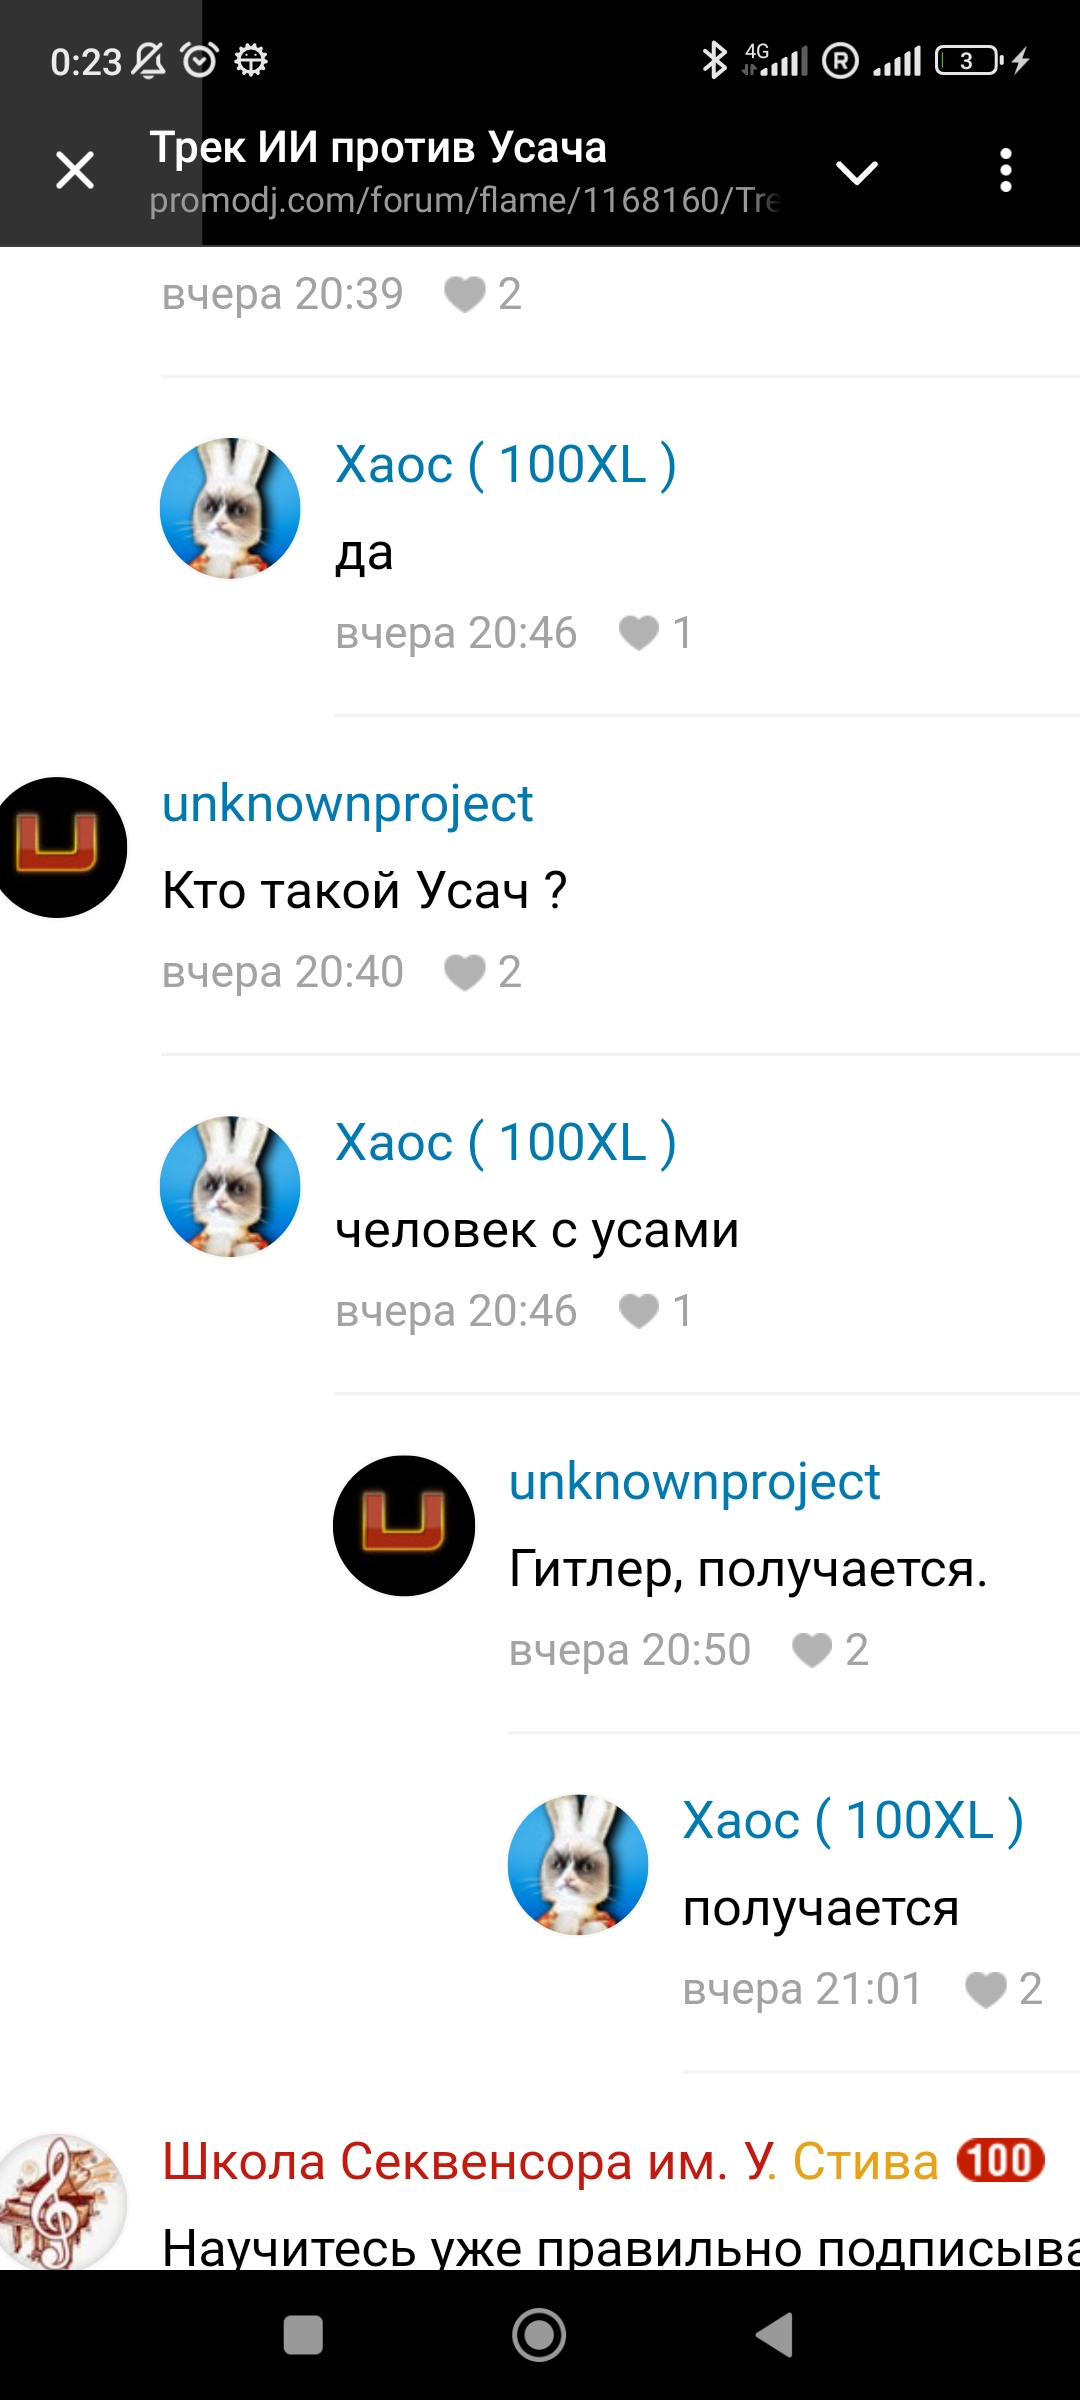 0:23 4G R 3
Трек ИИ против Усача
promodj.com/forum/flame/1168160/Tre
вчера 20:39 2
Хаос ( 100XL )
да
вчера 20:46 1
unknownproject
Кто такой Усач ?
вчера 20:40 2
Хаос ( 100XL )
человек с усами
вчера 20:46 1
unknownproject
Гитлер, получается.
вчера 20:50 2
Хаос ( 100XL )
получается
вчера 21:01 2
Школа Секвенсора им. У. Стива 100
Научитесь уже правильно подписыва